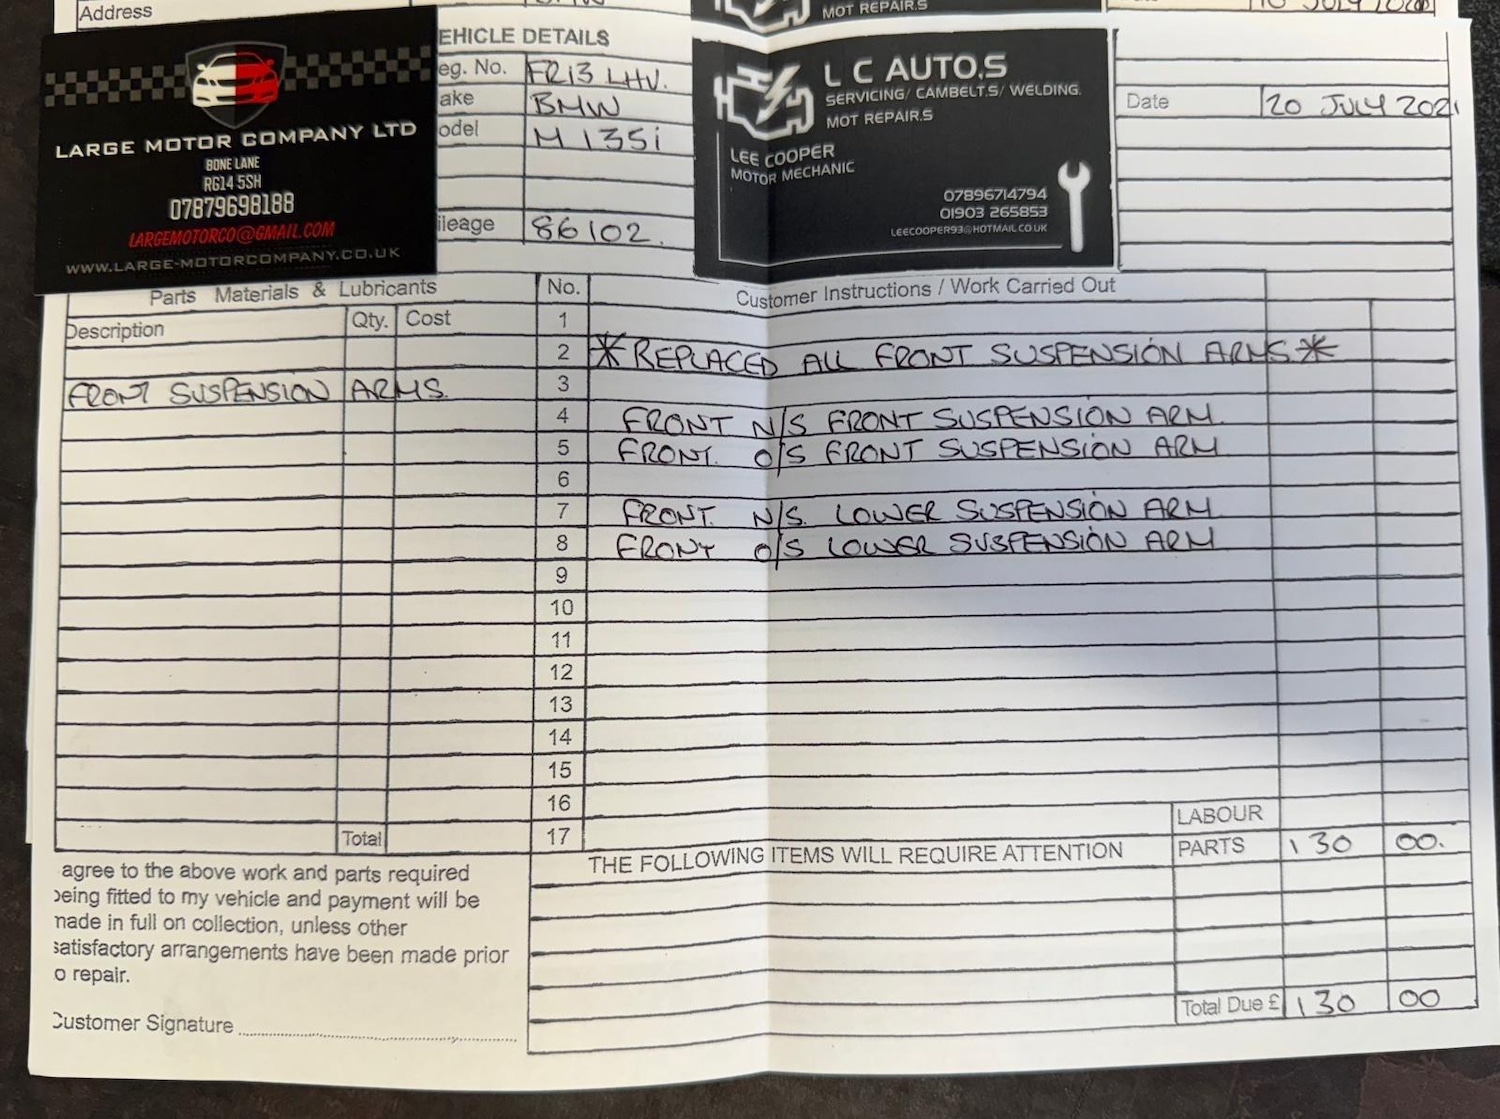 Address
MOT REPAIR.S
LARGE MOTOR COMPANY LTD
BONE LANE
RG14 5SH
07879698188
LARGEMOTORCO@GMAIL.COM
WWW.LARGE-MOTORCOMPANY.CO.UK
EHICLE DETAILS
eg. No. FR13 LHV.
ake BMW
odel M 135i
ileage 86102.
L C AUTO,S
SERVICING/ CAMBELT.S/ WELDING.
MOT REPAIR.S
LEE COOPER
MOTOR MECHANIC
07896714794
01903 265853
LEECOOPER93@HOTMAIL.CO.UK
Date 20 JULY 2021
Parts Materials & Lubricants No. Customer Instructions / Work Carried Out
Description Qty. Cost 1
2 *REPLACED ALL FRONT SUSPENSION ARMS*
FRONT SUSPENSION ARMS. 3
4 FRONT N/S FRONT SUSPENSION ARM.
5 FRONT. O/S FRONT SUSPENSION ARM
6
7 FRONT. N/S. LOWER SUSPENSION ARM
8 FRONT O/S LOWER SUSPENSION ARM
9
10
11
12
13
14
15
16
LABOUR
Total 17
THE FOLLOWING ITEMS WILL REQUIRE ATTENTION PARTS 130 00.
agree to the above work and parts required
being fitted to my vehicle and payment will be
made in full on collection, unless other
satisfactory arrangements have been made prior
o repair.
Total Due £ 130 00
Customer Signature